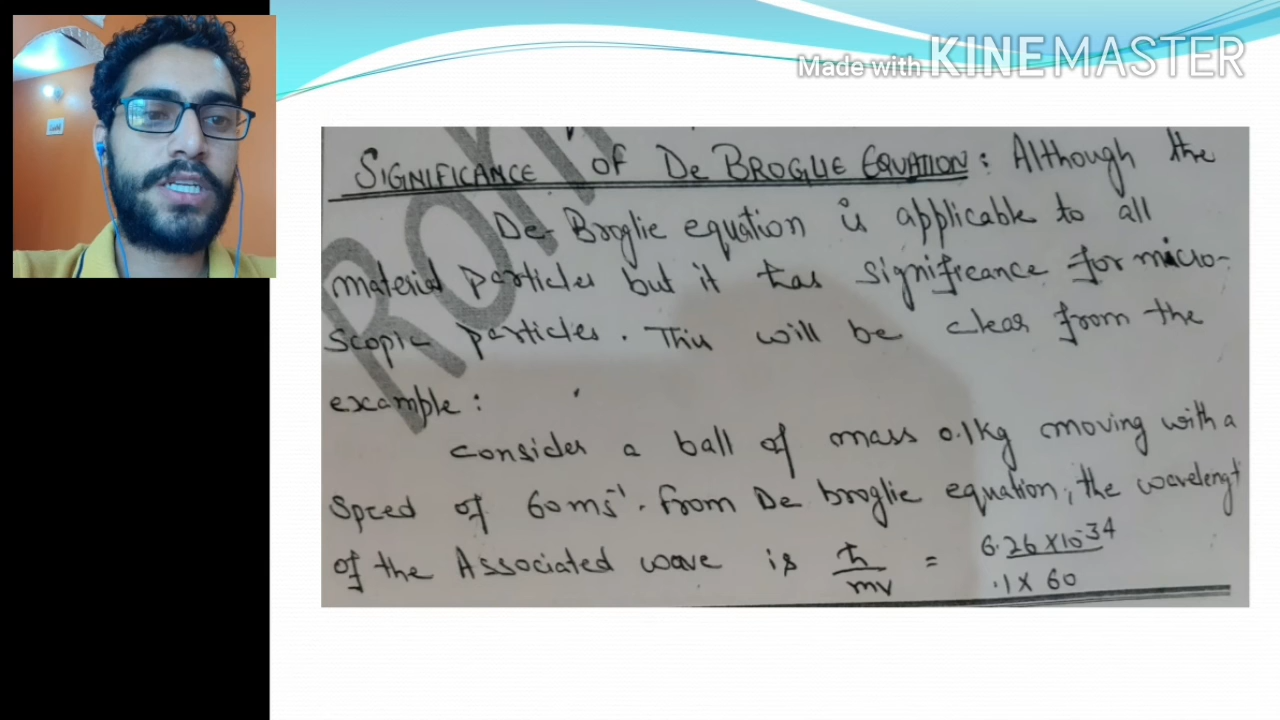 Made with KINEMASTER
SIGNIFICANCE OF De BROGLIE EQUATION: Although the
De-Broglie equation is applicable to all
material particles but it has significance for micro-
scopic particles. This will be clear from the
example:
Consider a ball of mass 0.1kg moving with a
Speed of 60ms⁻¹. From De broglie equation, the wavelengt
of the Associated wave is ħ/mv = 6.26 x 10⁻³⁴/.1 x 60